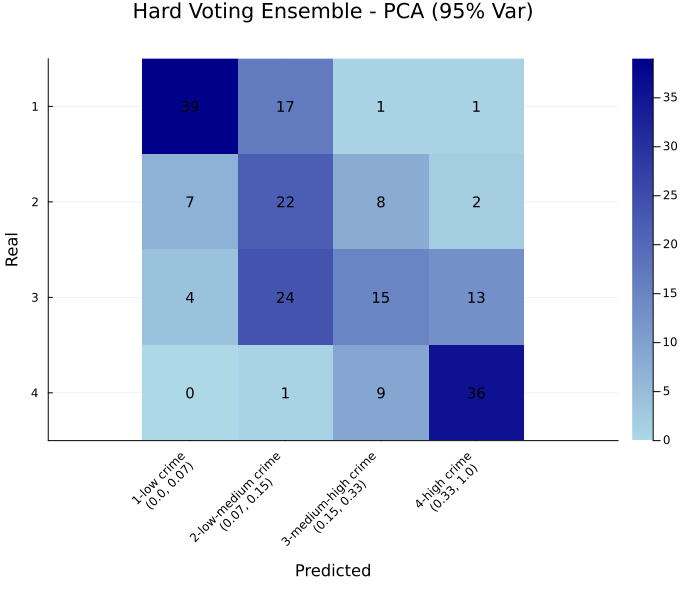 Hard Voting Ensemble - PCA (95% Var)
Real
1
39 17 1 1
2
7 22 8 2
3
4 24 15 13
4
0 1 9 36
1-low crime
(0.0, 0.07)
2-low-medium crime
(0.07, 0.15)
3-medium-high crime
(0.15, 0.33)
4-high crime
(0.33, 1.0)
Predicted
35
30
25
20
15
10
5
0